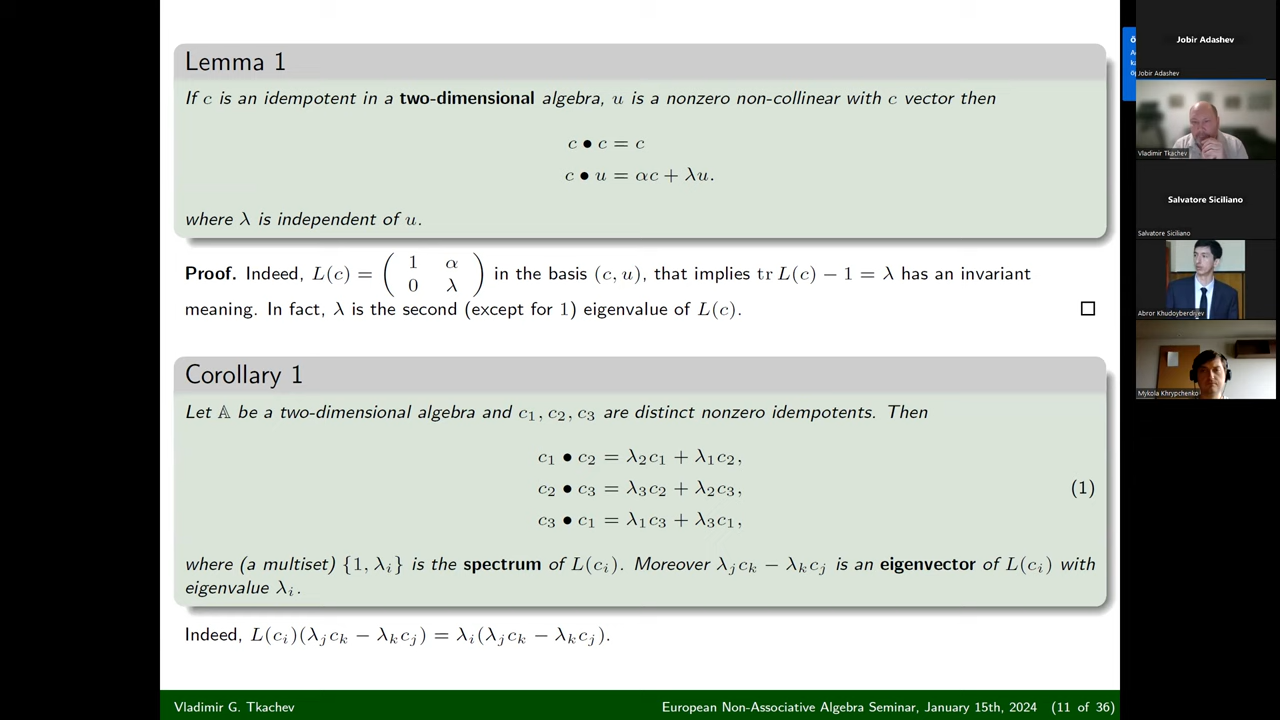 Lemma 1
If c is an idempotent in a two-dimensional algebra, u is a nonzero non-collinear with c vector then
c • c = c
c • u = αc + λu.
where λ is independent of u.
Proof. Indeed, L(c) = ( 1 α 0 λ ) in the basis (c, u), that implies tr L(c) − 1 = λ has an invariant
meaning. In fact, λ is the second (except for 1) eigenvalue of L(c). □
Corollary 1
Let 𝔸 be a two-dimensional algebra and c₁, c₂, c₃ are distinct nonzero idempotents. Then
c₁ • c₂ = λ₂c₁ + λ₁c₂,
c₂ • c₃ = λ₃c₂ + λ₂c₃, (1)
c₃ • c₁ = λ₁c₃ + λ₃c₁,
where (a multiset) {1, λᵢ} is the spectrum of L(cᵢ). Moreover λⱼcₖ − λₖcⱼ is an eigenvector of L(cᵢ) with
eigenvalue λᵢ.
Indeed, L(cᵢ)(λⱼcₖ − λₖcⱼ) = λᵢ(λⱼcₖ − λₖcⱼ).
Vladimir G. Tkachev European Non-Associative Algebra Seminar, January 15th, 2024 (11 of 36)
Jobir Adashev
Jobir Adashev
Vladimir Tkachev
Salvatore Siciliano
Salvatore Siciliano
Abror Khudoyberdiyev
Mykola Khrypchenko